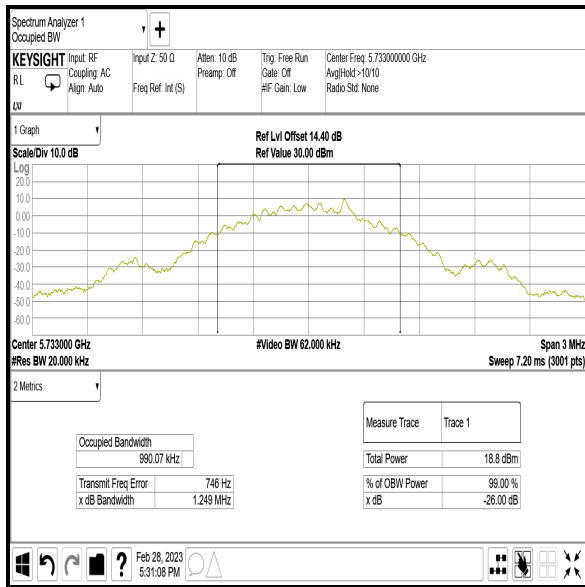 Spectrum Analyzer 1
Occupied BW
KEYSIGHT
RL
LXI
Input: RF
Coupling: AC
Align: Auto
Input Z: 50 Ω
Freq Ref: Int (S)
Atten: 10 dB
Preamp: Off
Trig: Free Run
Gate: Off
#IF Gain: Low
Center Freq: 5.733000000 GHz
Avg|Hold:>10/10
Radio Std: None
1 Graph
Scale/Div 10.0 dB
Ref Lvl Offset 14.40 dB
Ref Value 30.00 dBm
Log
20.0
10.0
0.00
-10.0
-20.0
-30.0
-40.0
-50.0
-60.0
Center 5.733000 GHz
#Video BW 62.000 kHz
Span 3 MHz
#Res BW 20.000 kHz
Sweep 7.20 ms (3001 pts)
2 Metrics
Occupied Bandwidth
990.07 kHz
Transmit Freq Error 746 Hz
x dB Bandwidth 1.249 MHz
Measure Trace Trace 1
Total Power 18.8 dBm
% of OBW Power 99.00 %
x dB -26.00 dB
Feb 28, 2023
5:31:08 PM